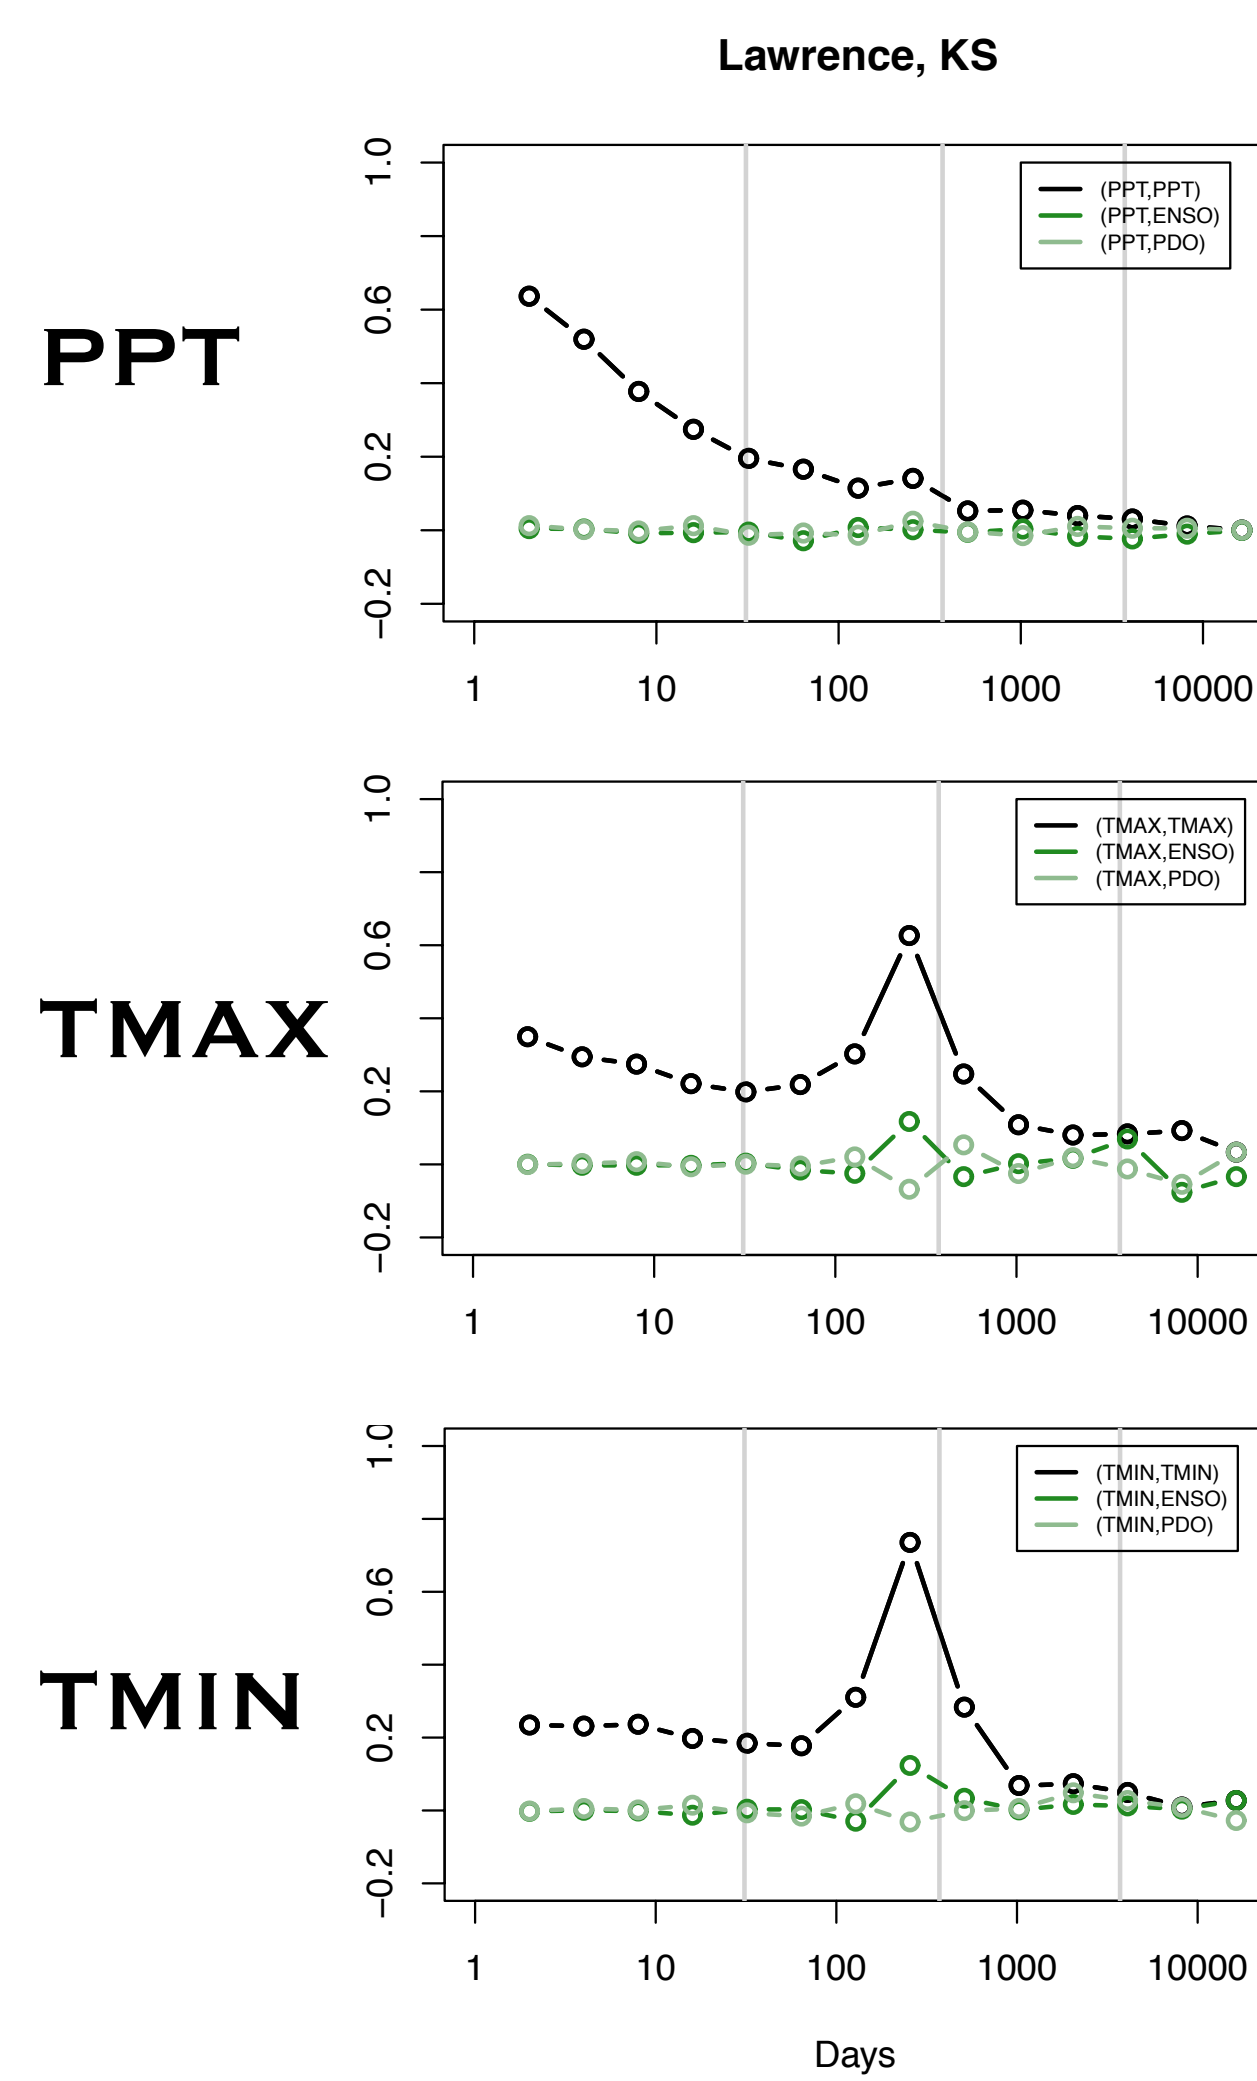 Lawrence, KS
PPT
1.0
0.6
0.2
−0.2
(PPT,PPT)
(PPT,ENSO)
(PPT,PDO)
1 10 100 1000 10000
TMAX
1.0
0.6
0.2
−0.2
(TMAX,TMAX)
(TMAX,ENSO)
(TMAX,PDO)
1 10 100 1000 10000
TMIN
1.0
0.6
0.2
−0.2
(TMIN,TMIN)
(TMIN,ENSO)
(TMIN,PDO)
1 10 100 1000 10000
Days